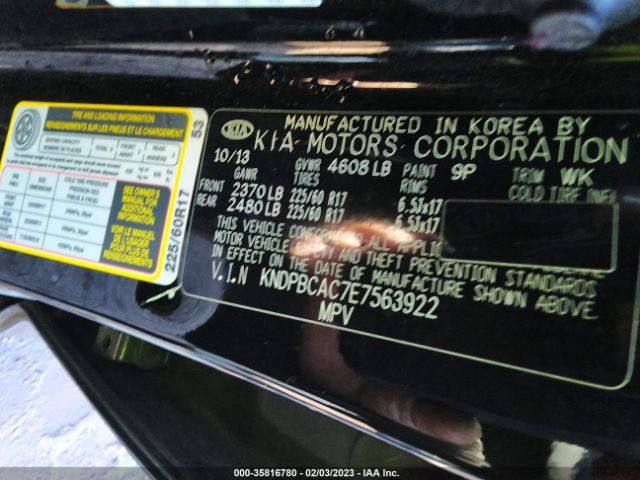 TIRE AND LOADING INFORMATION
RENSEIGNEMENTS SUR LES PNEUS ET LE CHARGEMENT
SEE OWNER'S
MANUAL FOR
ADDITIONAL
INFORMATION
VOIR LE MANUEL
DE L'USAGER
POUR PLUS DE
RENSEIGNEMENTS
53
225/60R17
KIA
MANUFACTURED IN KOREA BY
KIA MOTORS CORPORATION
10/13 GVWR 4608 LB PAINT 9P TRIM WK
GAWR TIRES RIMS COLD TIRE INFL
FRONT 2370 LB 225/60 R17 6.5Jx17
REAR 2480 LB 225/60 R17 6.5Jx17
THIS VEHICLE CONFORMS TO ALL APPLIC
MOTOR VEHICLE AND THEFT PREVENTION STANDARDS
IN EFFECT ON THE DATE OF MANUFACTURE SHOWN ABOVE.
V.I.N KNDPBCAC7E7563922
MPV
000-35816780 - 02/03/2023 - IAA Inc.